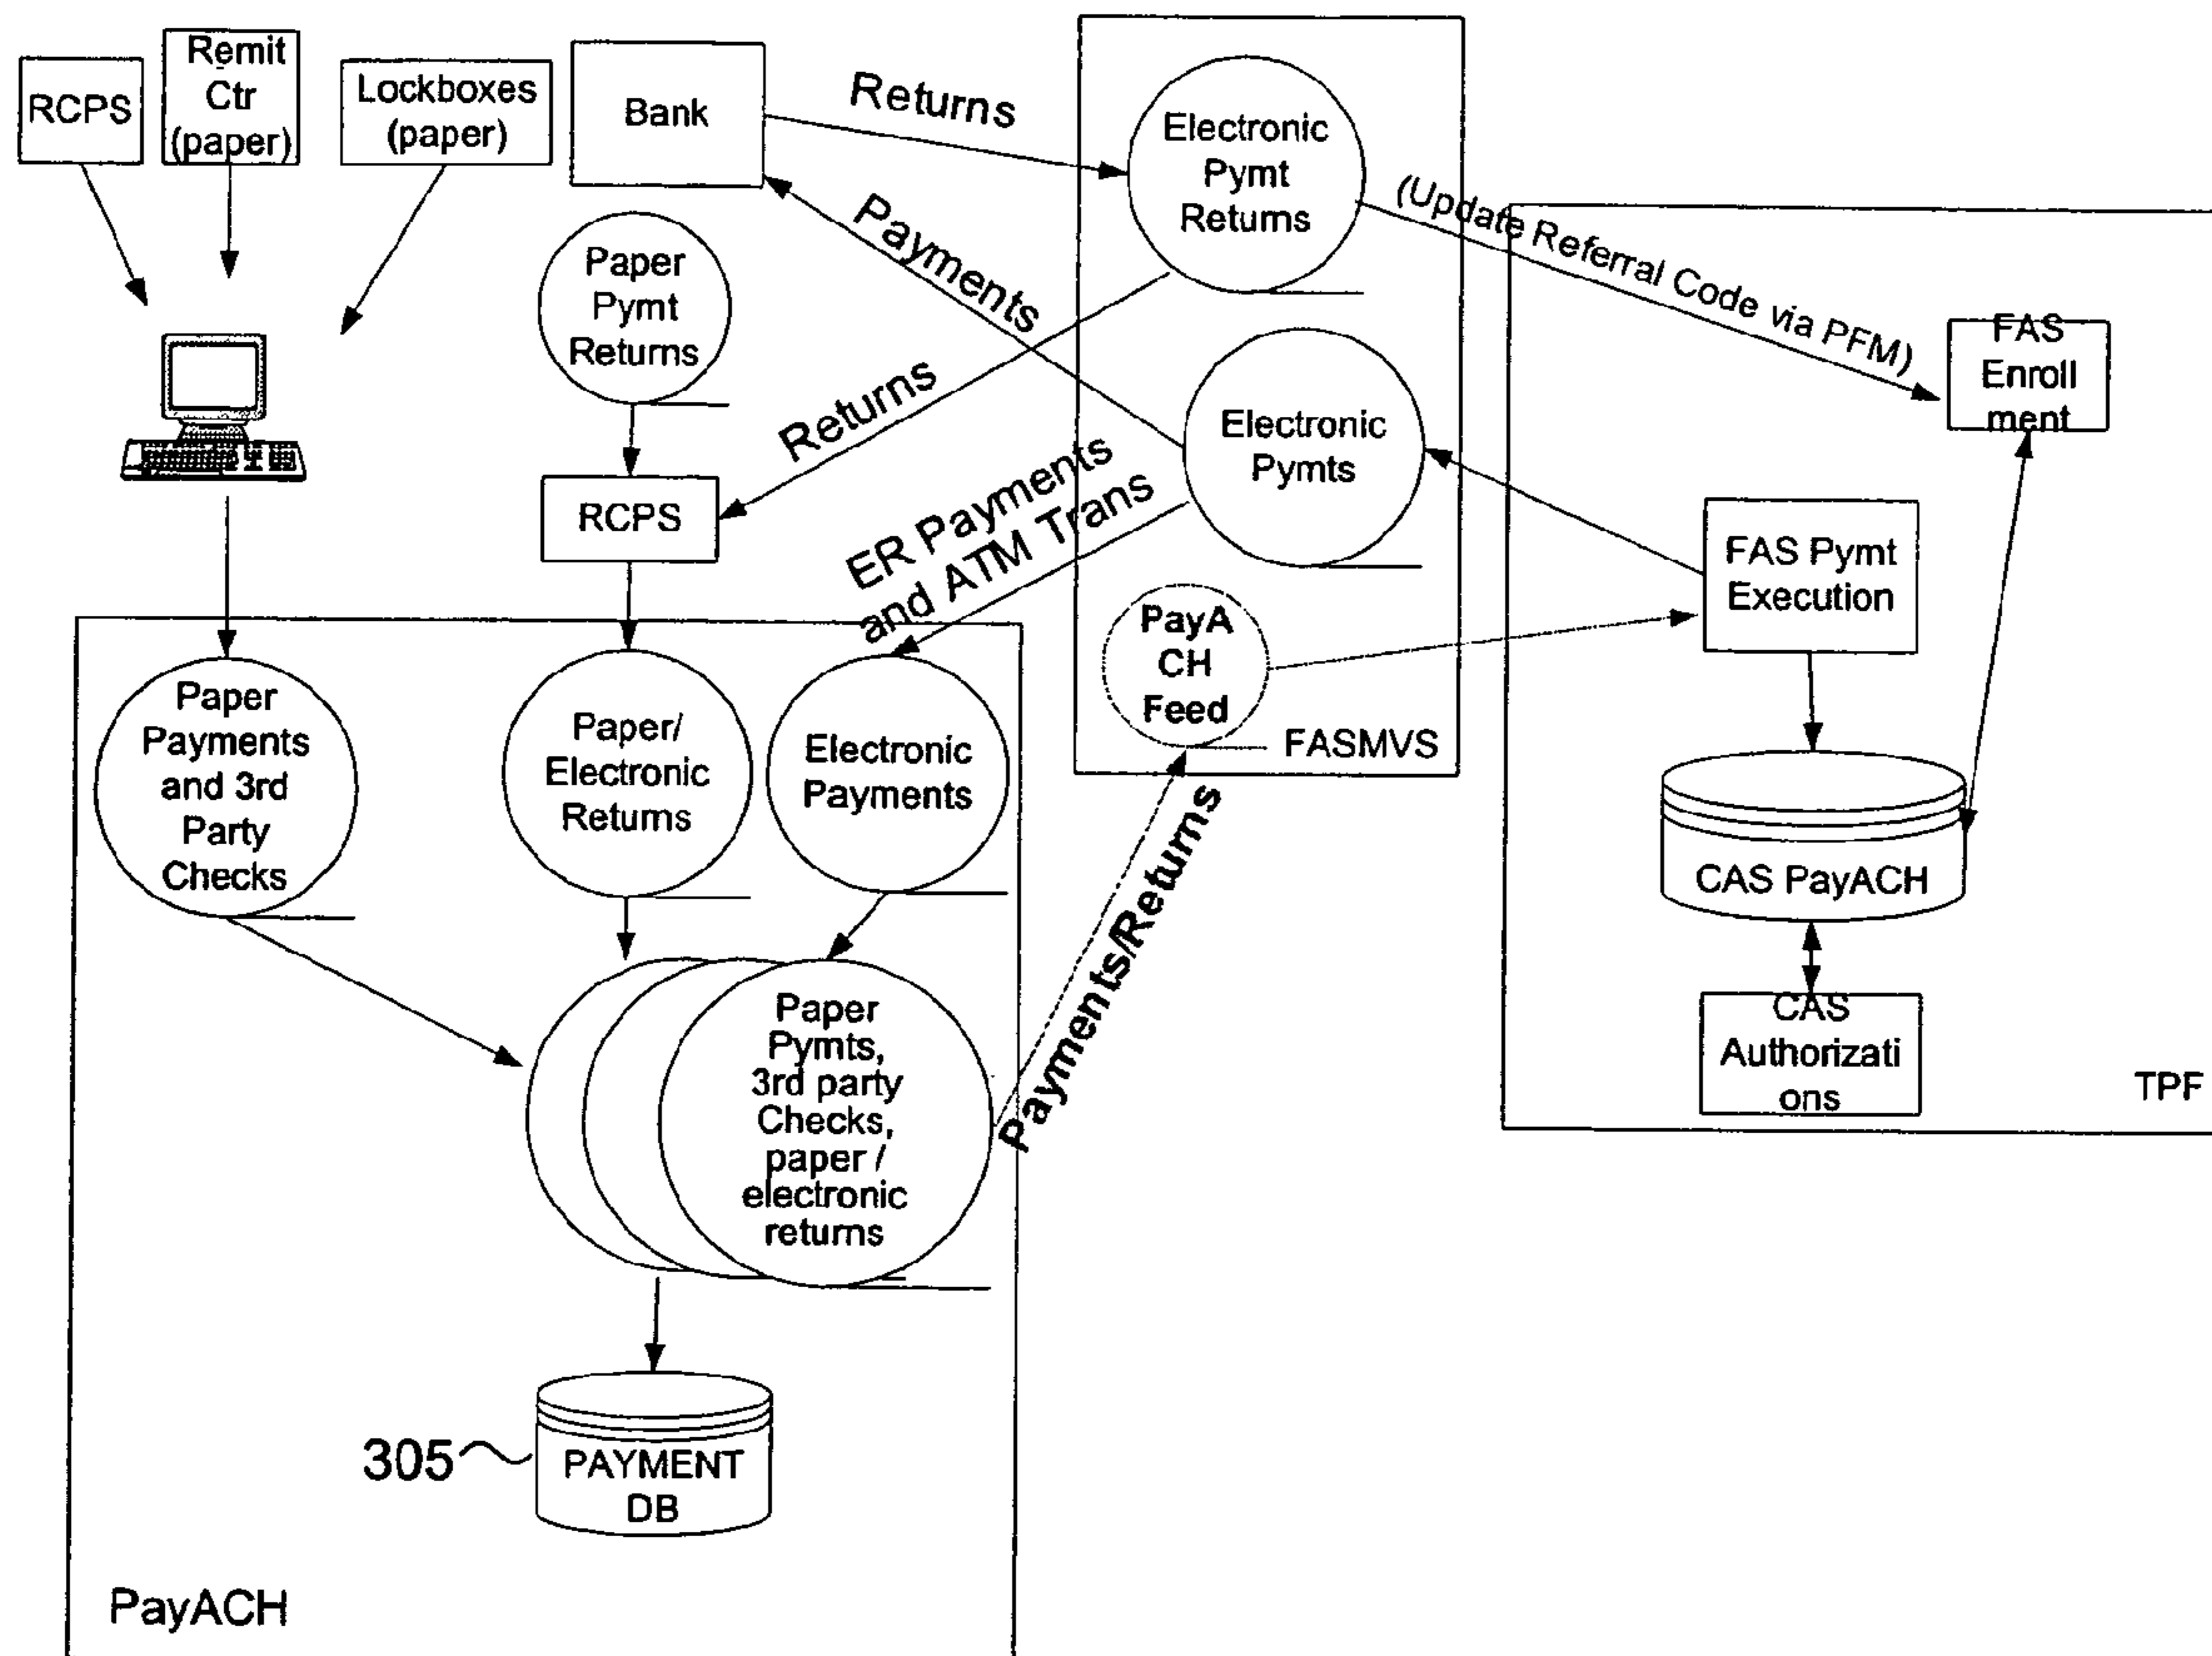 RCPS
Remit
Ctr
(paper)
Lockboxes
(paper)
Bank
Returns
Electronic
Pymt
Returns
(Update Referral Code via PFM)
Payments
Paper
Pymt
Returns
FAS
Enroll
ment
Returns
Electronic
Pymts
RCPS
ER Payments
and ATM Trans
FAS Pymt
Execution
PayA
CH
Feed
FASMVS
Paper
Payments
and 3rd
Party
Checks
Paper/
Electronic
Returns
Electronic
Payments
Payments/Returns
CAS PayACH
Paper
Pymts,
3rd party
Checks,
paper /
electronic
returns
CAS
Authorizati
ons
TPF
305
PAYMENT
DB
PayACH